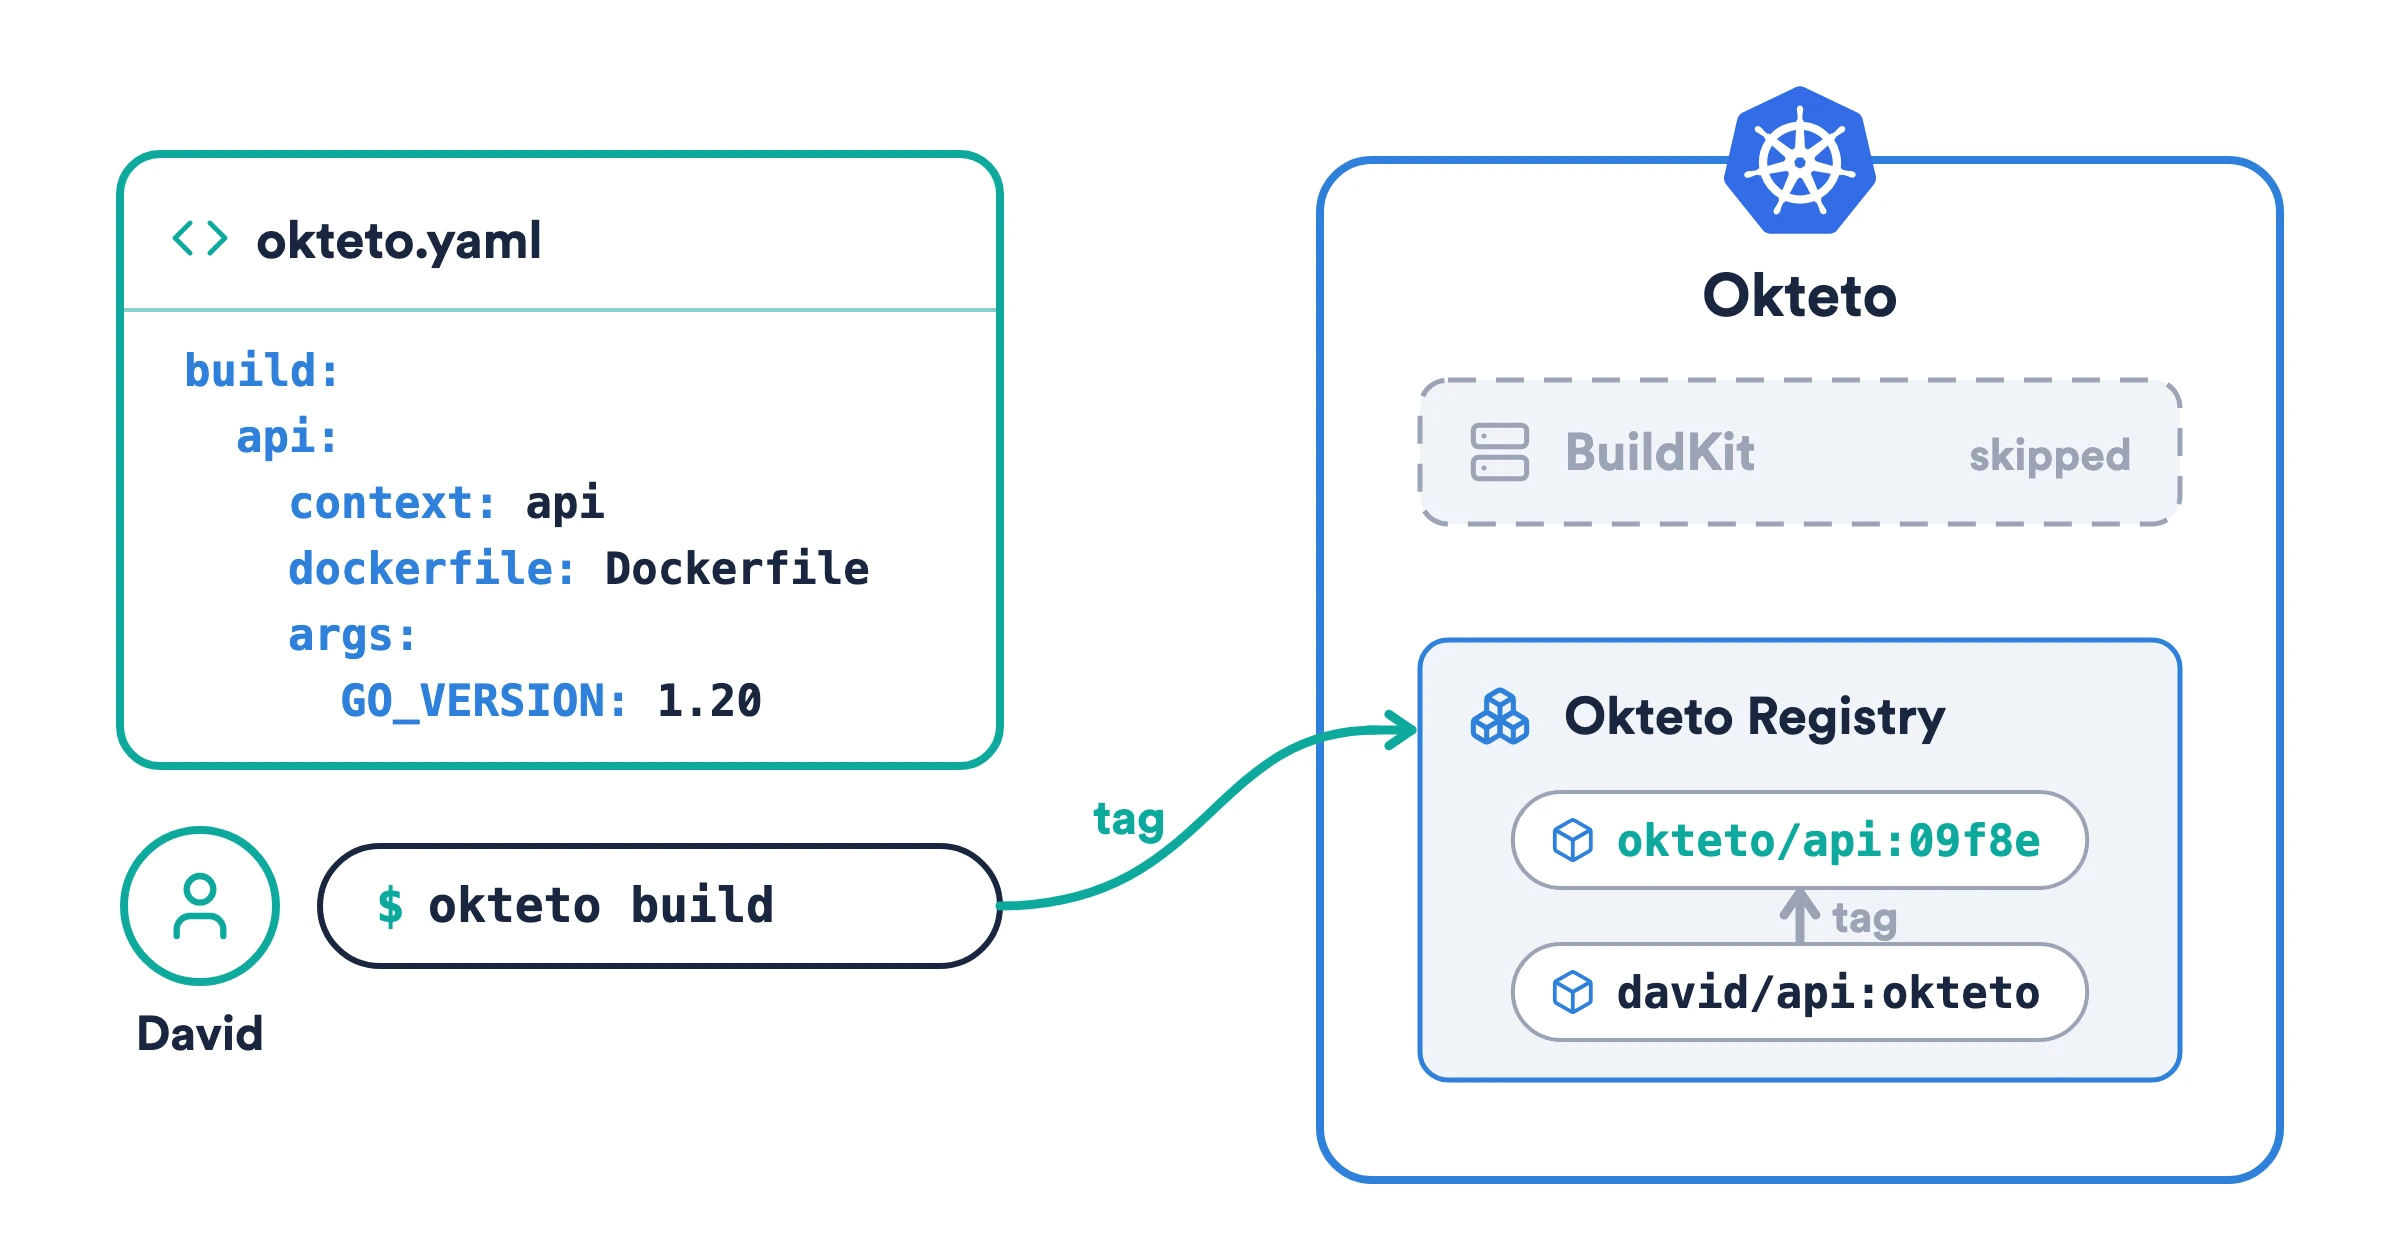 okteto.yaml
build:
  api:
    context: api
    dockerfile: Dockerfile
    args:
      GO_VERSION: 1.20
David
$ okteto build
tag
Okteto
BuildKit skipped
Okteto Registry
okteto/api:09f8e
tag
david/api:okteto